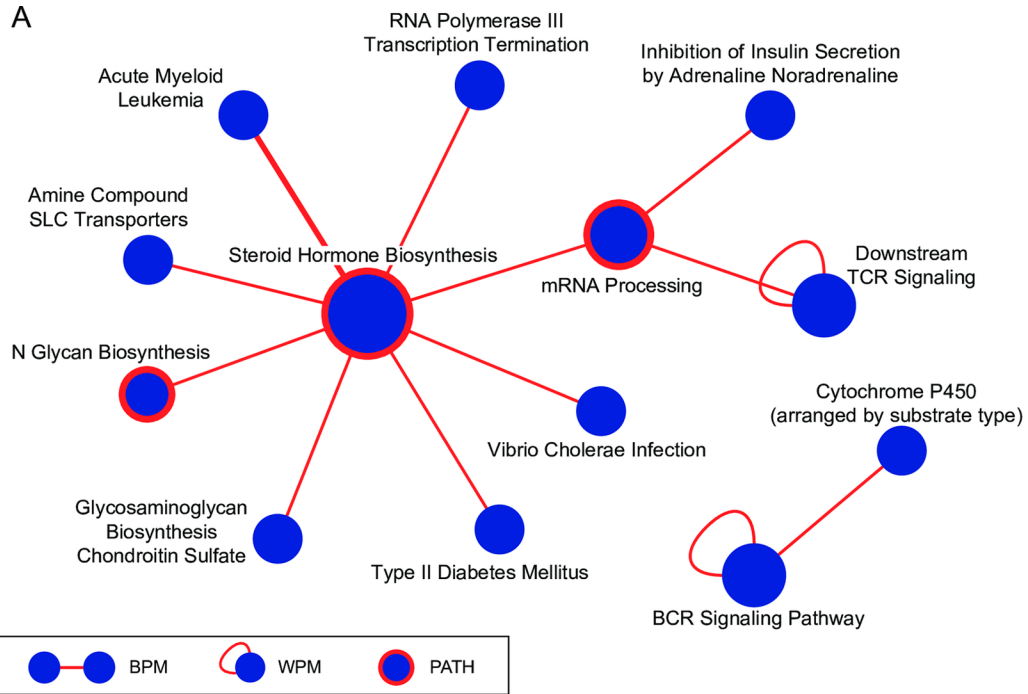 A
RNA Polymerase III
Transcription Termination
Inhibition of Insulin Secretion
by Adrenaline Noradrenaline
Acute Myeloid
Leukemia
Amine Compound
SLC Transporters
Steroid Hormone Biosynthesis
Downstream
TCR Signaling
mRNA Processing
N Glycan Biosynthesis
Cytochrome P450
(arranged by substrate type)
Vibrio Cholerae Infection
Glycosaminoglycan
Biosynthesis
Chondroitin Sulfate
Type II Diabetes Mellitus
BCR Signaling Pathway
BPM
WPM
PATH